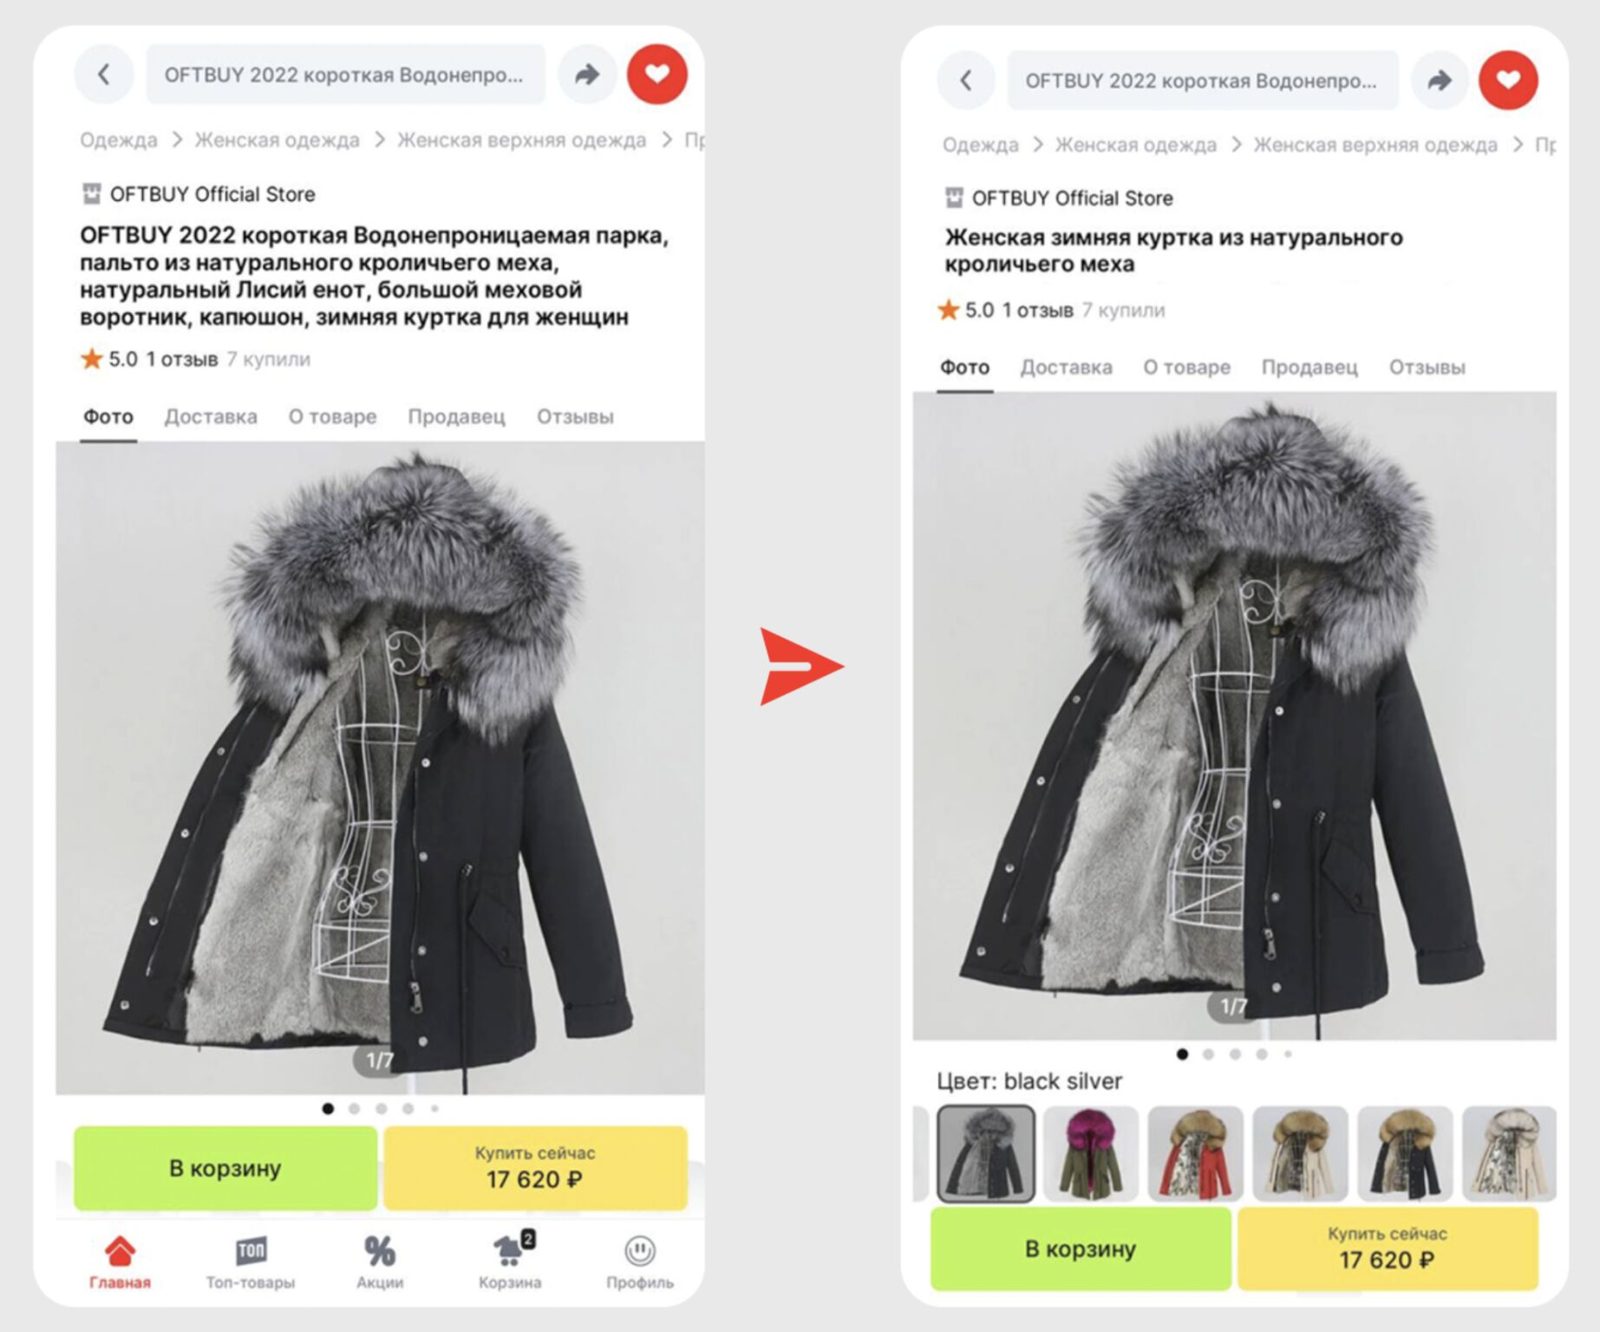 OFTBUY 2022 короткая Водонепро...
Одежда > Женская одежда > Женская верхняя одежда > Пр
OFTBUY Official Store
OFTBUY 2022 короткая Водонепроницаемая парка,
пальто из натурального кроличьего меха,
натуральный Лисий енот, большой меховой
воротник, капюшон, зимняя куртка для женщин
5.0 1 отзыв 7 купили
Фото Доставка О товаре Продавец Отзывы
1/7
В корзину
Купить сейчас
17 620 ₽
ТОП
%
2
Главная Топ-товары Акции Корзина Профиль
OFTBUY 2022 короткая Водонепро...
Одежда > Женская одежда > Женская верхняя одежда > Пр
OFTBUY Official Store
Женская зимняя куртка из натурального
кроличьего меха
5.0 1 отзыв 7 купили
Фото Доставка О товаре Продавец Отзывы
1/7
Цвет: black silver
В корзину
Купить сейчас
17 620 ₽